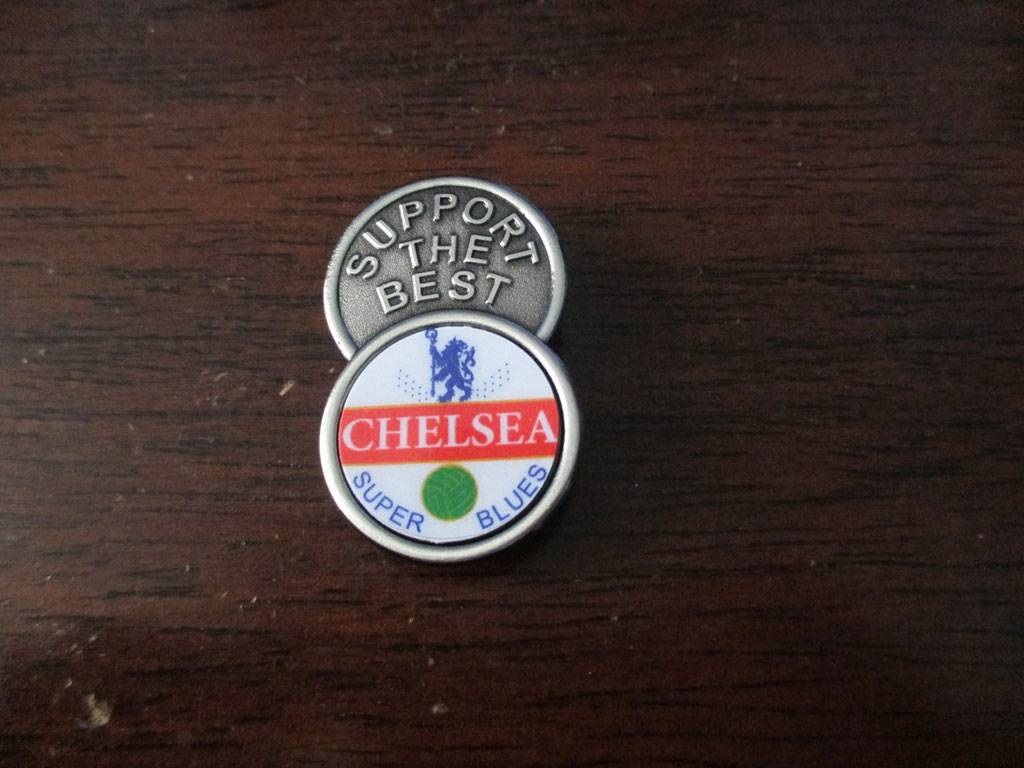 SUPPORT
THE
BEST
CHELSEA
SUPER BLUES